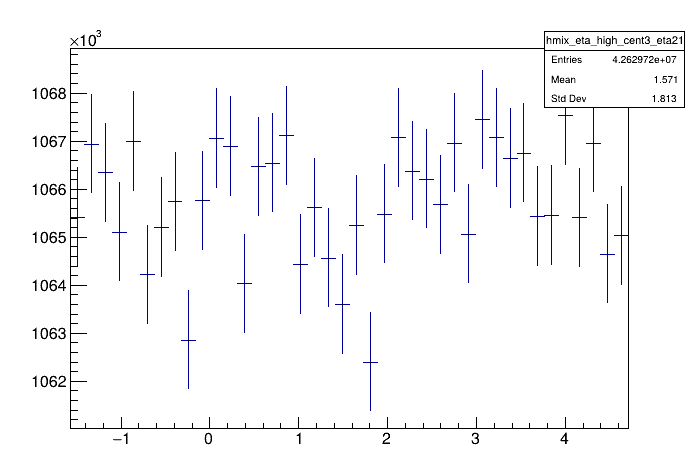 ×10³
hmix_eta_high_cent3_eta21
Entries 4.262972e+07
Mean 1.571
Std Dev 1.813
1068
1067
1066
1065
1064
1063
1062
−1 0 1 2 3 4